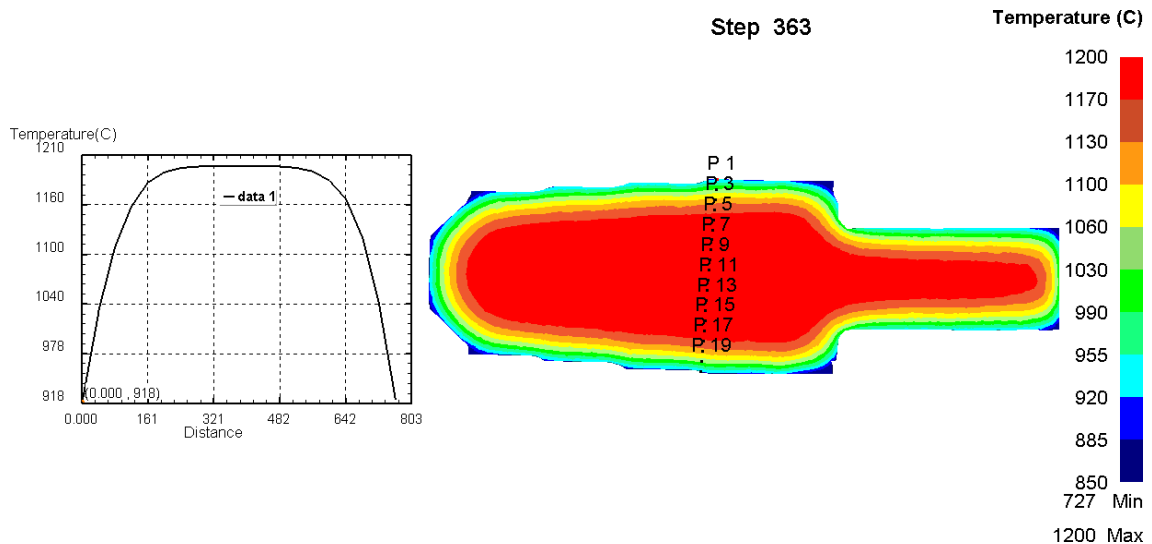 Step 363
Temperature(C)
1210
1160
1100
1040
978
918
data 1
(0.000 , 918)
0.000
161
321
482
642
803
Distance
P 1
P. 3
P. 5
P. 7
P. 9
P. 11
P. 13
P. 15
P. 17
P. 19
Temperature (C)
1200
1170
1130
1100
1060
1030
990
955
920
885
850
727 Min
1200 Max